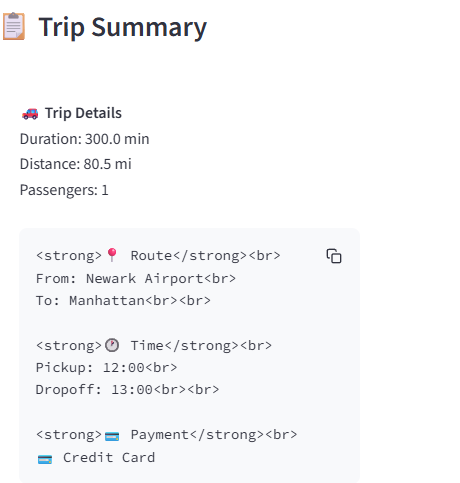 📋 Trip Summary
🚗 Trip Details
Duration: 300.0 min
Distance: 80.5 mi
Passengers: 1
<strong>📍 Route</strong><br>
From: Newark Airport<br>
To: Manhattan<br><br>
<strong>🕐 Time</strong><br>
Pickup: 12:00<br>
Dropoff: 13:00<br><br>
<strong>💳 Payment</strong><br>
💳 Credit Card